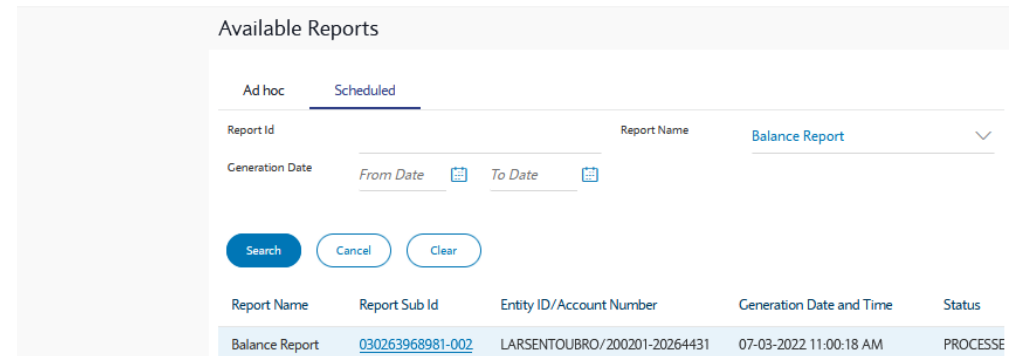 Available Reports
Ad hoc Scheduled
Report Id Report Name Balance Report
Generation Date From Date To Date
Search Cancel Clear
Report Name Report Sub Id Entity ID/Account Number Generation Date and Time Status
Balance Report 030263968981-002 LARSENTOUBRO/200201-20264431 07-03-2022 11:00:18 AM PROCESSE